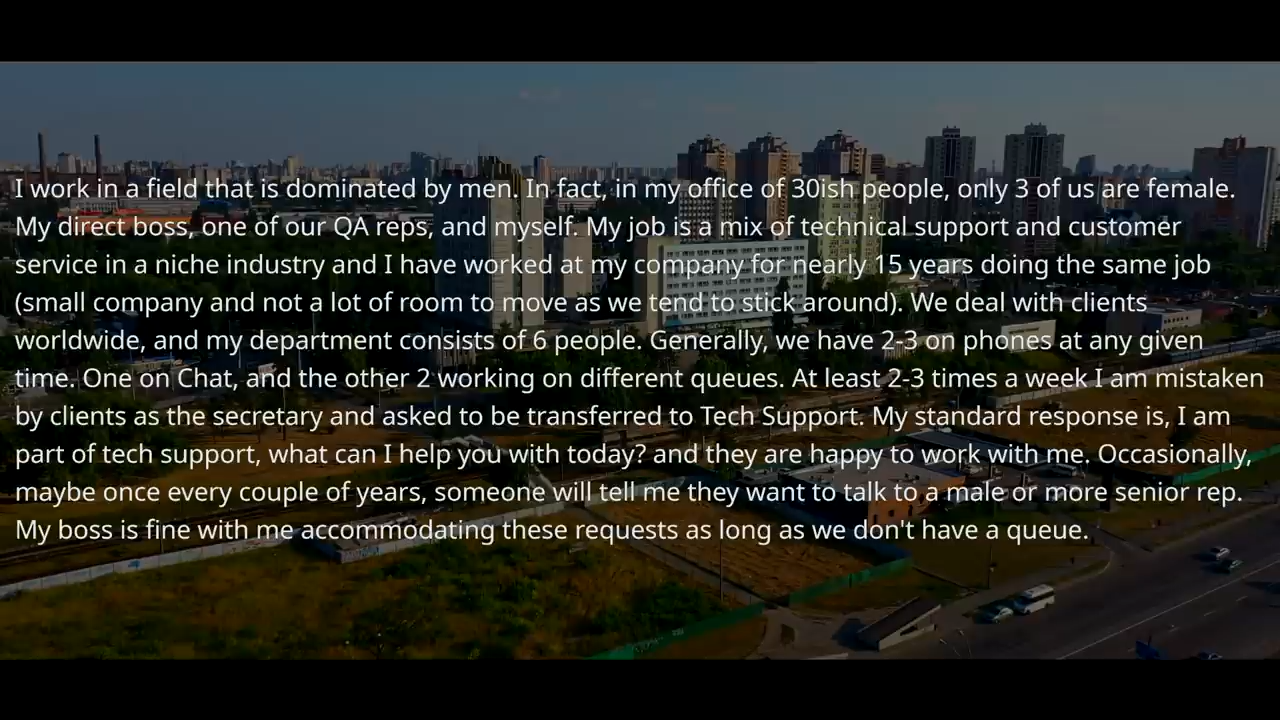 I work in a field that is dominated by men. In fact, in my office of 30ish people, only 3 of us are female.
My direct boss, one of our QA reps, and myself. My job is a mix of technical support and customer
service in a niche industry and I have worked at my company for nearly 15 years doing the same job
(small company and not a lot of room to move as we tend to stick around). We deal with clients
worldwide, and my department consists of 6 people. Generally, we have 2-3 on phones at any given
time. One on Chat, and the other 2 working on different queues. At least 2-3 times a week I am mistaken
by clients as the secretary and asked to be transferred to Tech Support. My standard response is, I am
part of tech support, what can I help you with today? and they are happy to work with me. Occasionally,
maybe once every couple of years, someone will tell me they want to talk to a male or more senior rep.
My boss is fine with me accommodating these requests as long as we don't have a queue.